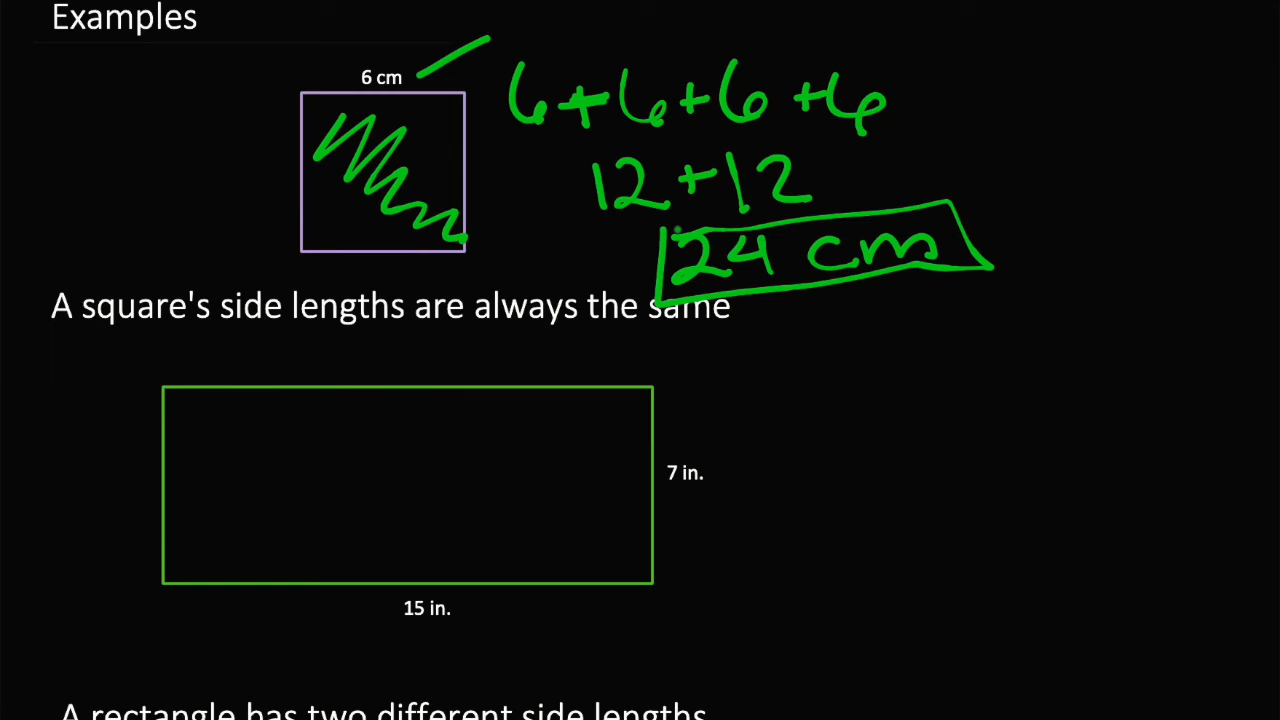 Examples
6 cm
6+6+6+6
12+12
24 cm
A square's side lengths are always the same
7 in.
15 in.
A rectangle has two different side lengths